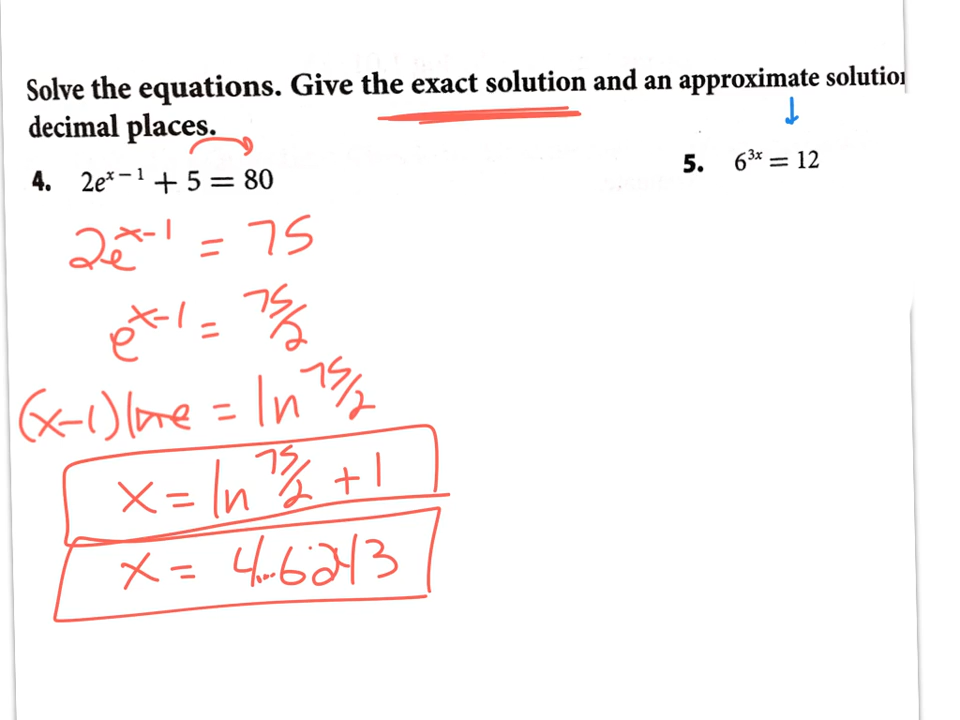 Solve the equations. Give the exact solution and an approximate solution
decimal places.
4. 2e^{x-1} + 5 = 80
5. 6^{3x} = 12
2e^{x-1} = 75
e^{x-1} = 75/2
(x-1) lne = ln 75/2
x = ln 75/2 + 1
x = 4.6243